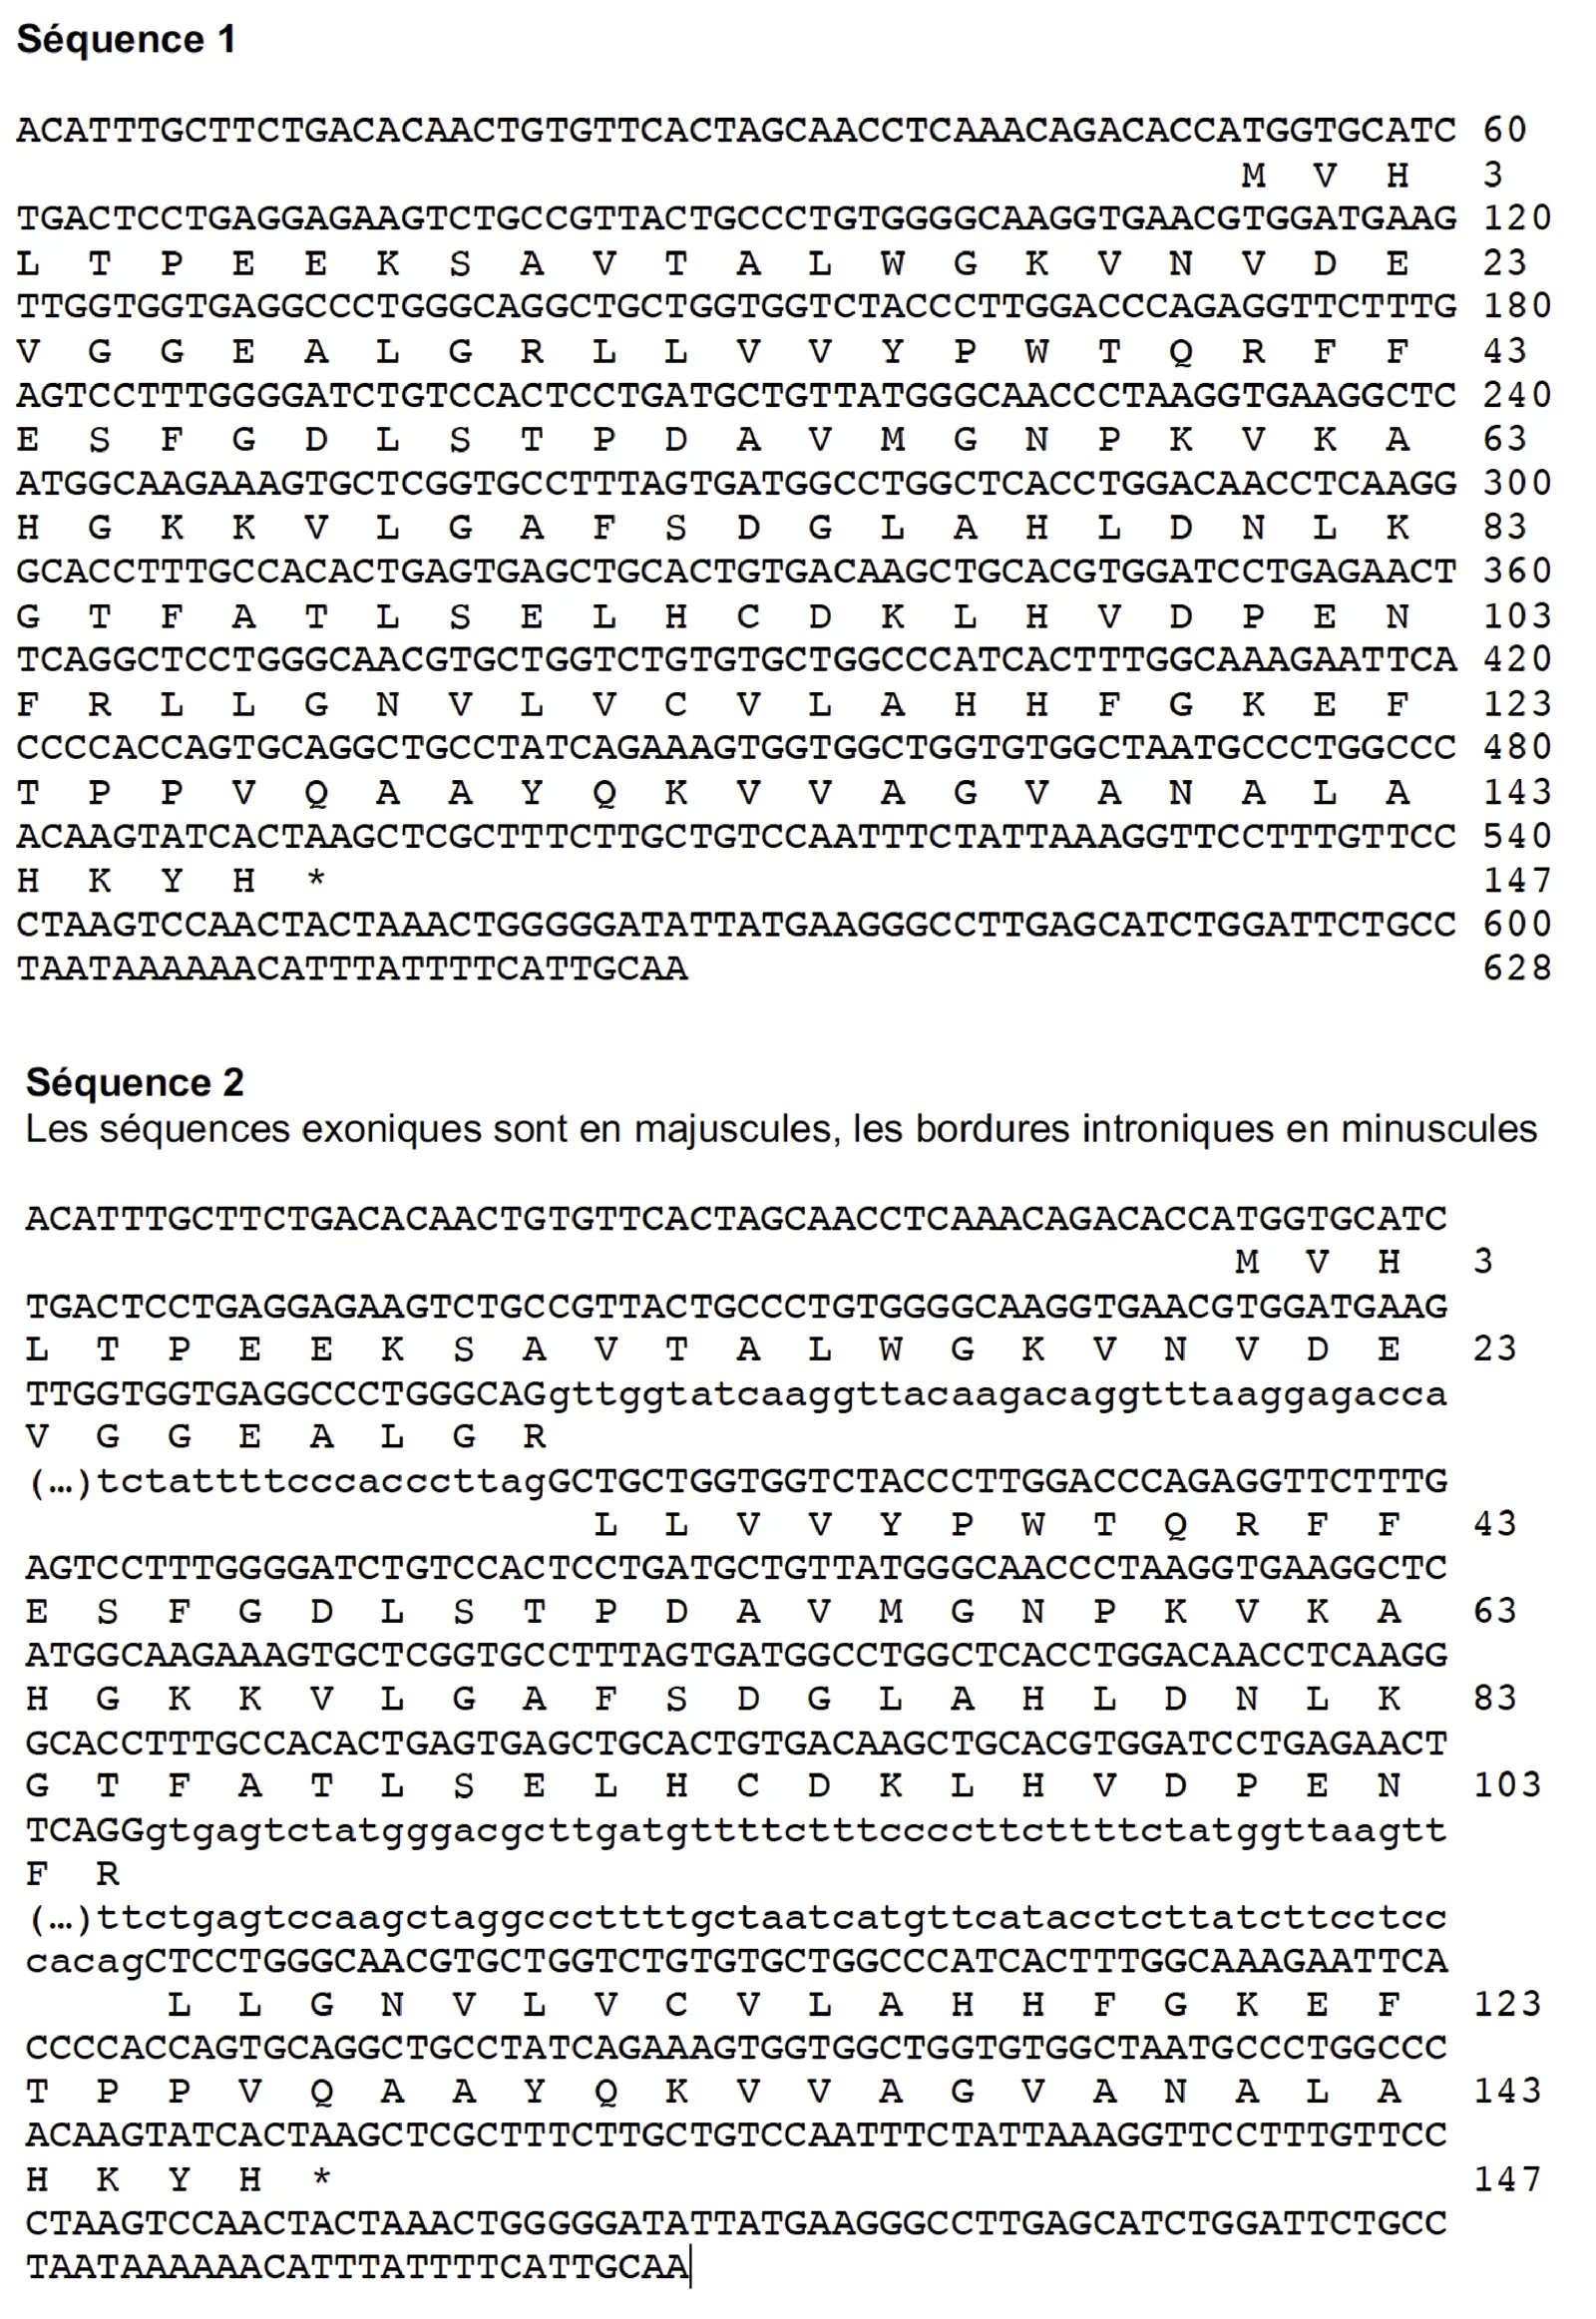 Séquence 1
ACATTTGCTTCTGACACAACTGTGTTCACTAGCAACCTCAAACAGACACCATGGTGCATC 60
M V H 3
TGACTCCTGAGGAGAAGTCTGCCGTTACTGCCCTGTGGGGCAAGGTGAACGTGGATGAAG 120
L T P E E K S A V T A L W G K V N V D E 23
TTGGTGGTGAGGCCCTGGGCAGGCTGCTGGTGGTCTACCCTTGGACCCAGAGGTTCTTTG 180
V G G E A L G R L L V V Y P W T Q R F F 43
AGTCCTTTGGGGATCTGTCCACTCCTGATGCTGTTATGGGCAACCCTAAGGTGAAGGCTC 240
E S F G D L S T P D A V M G N P K V K A 63
ATGGCAAGAAAGTGCTCGGTGCCTTTAGTGATGGCCTGGCTCACCTGGACAACCTCAAGG 300
H G K K V L G A F S D G L A H L D N L K 83
GCACCTTTGCCACACTGAGTGAGCTGCACTGTGACAAGCTGCACGTGGATCCTGAGAACT 360
G T F A T L S E L H C D K L H V D P E N 103
TCAGGCTCCTGGGCAACGTGCTGGTCTGTGTGCTGGCCCATCACTTTGGCAAAGAATTCA 420
F R L L G N V L V C V L A H H F G K E F 123
CCCCACCAGTGCAGGCTGCCTATCAGAAAGTGGTGGCTGGTGTGGCTAATGCCCTGGCCC 480
T P P V Q A A Y Q K V V A G V A N A L A 143
ACAAGTATCACTAAGCTCGCTTTCTTGCTGTCCAATTTCTATTAAAGGTTCCTTTGTTCC 540
H K Y H * 147
CTAAGTCCAACTACTAAACTGGGGGATATTATGAAGGGCCTTGAGCATCTGGATTCTGCC 600
TAATAAAAAACATTTATTTTCATTGCAA 628
Séquence 2
Les séquences exoniques sont en majuscules, les bordures introniques en minuscules
ACATTTGCTTCTGACACAACTGTGTTCACTAGCAACCTCAAACAGACACCATGGTGCATC
M V H 3
TGACTCCTGAGGAGAAGTCTGCCGTTACTGCCCTGTGGGGCAAGGTGAACGTGGATGAAG
L T P E E K S A V T A L W G K V N V D E 23
TTGGTGGTGAGGCCCTGGGCAGgttggtatcaaggttacaagacaggtttaaggagacca
V G G E A L G R
(…)tctattttcccacccttagGCTGCTGGTGGTCTACCCTTGGACCCAGAGGTTCTTTG
L L V V Y P W T Q R F F 43
AGTCCTTTGGGGATCTGTCCACTCCTGATGCTGTTATGGGCAACCCTAAGGTGAAGGCTC
E S F G D L S T P D A V M G N P K V K A 63
ATGGCAAGAAAGTGCTCGGTGCCTTTAGTGATGGCCTGGCTCACCTGGACAACCTCAAGG
H G K K V L G A F S D G L A H L D N L K 83
GCACCTTTGCCACACTGAGTGAGCTGCACTGTGACAAGCTGCACGTGGATCCTGAGAACT
G T F A T L S E L H C D K L H V D P E N 103
TCAGGgtgagtctatgggacgcttgatgttttctttccccttcttttctatggttaagtt
F R
(…)ttctgagtccaagctaggcccttttgctaatcatgttcatacctcttatcttcctcc
cacagCTCCTGGGCAACGTGCTGGTCTGTGTGCTGGCCCATCACTTTGGCAAAGAATTCA
L L G N V L V C V L A H H F G K E F 123
CCCCACCAGTGCAGGCTGCCTATCAGAAAGTGGTGGCTGGTGTGGCTAATGCCCTGGCCC
T P P V Q A A Y Q K V V A G V A N A L A 143
ACAAGTATCACTAAGCTCGCTTTCTTGCTGTCCAATTTCTATTAAAGGTTCCTTTGTTCC
H K Y H * 147
CTAAGTCCAACTACTAAACTGGGGGATATTATGAAGGGCCTTGAGCATCTGGATTCTGCC
TAATAAAAAACATTTATTTTCATTGCAA